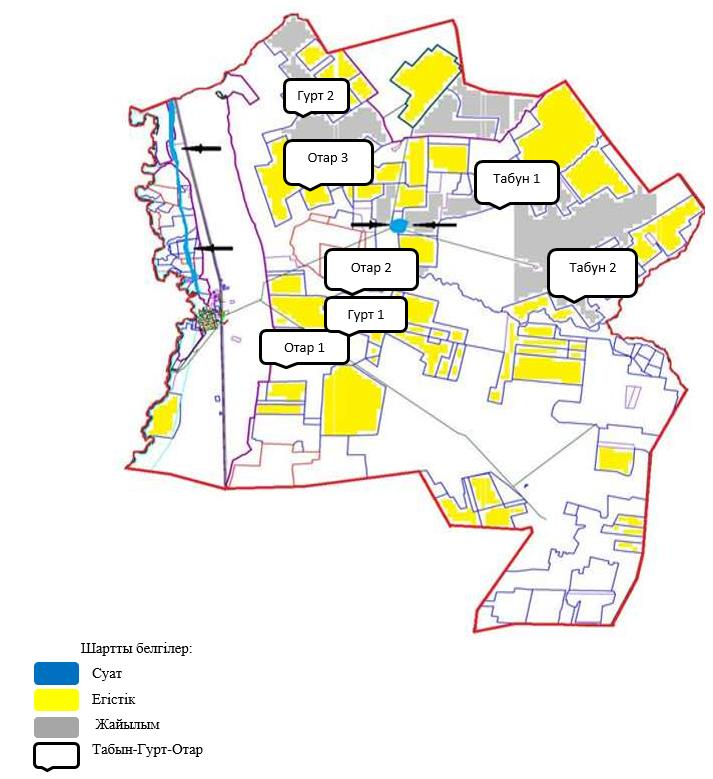 Гурт 2
Отар 3
Табун 1
Отар 2
Табун 2
Гурт 1
Отар 1
Шартты белгілер:
Суат
Егістік
Жайылым
Табын-Гурт-Отар